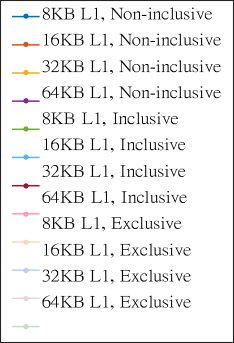 8KB L1, Non-inclusive
16KB L1, Non-inclusive
32KB L1, Non-inclusive
64KB L1, Non-inclusive
8KB L1, Inclusive
16KB L1, Inclusive
32KB L1, Inclusive
64KB L1, Inclusive
8KB L1, Exclusive
16KB L1, Exclusive
32KB L1, Exclusive
64KB L1, Exclusive